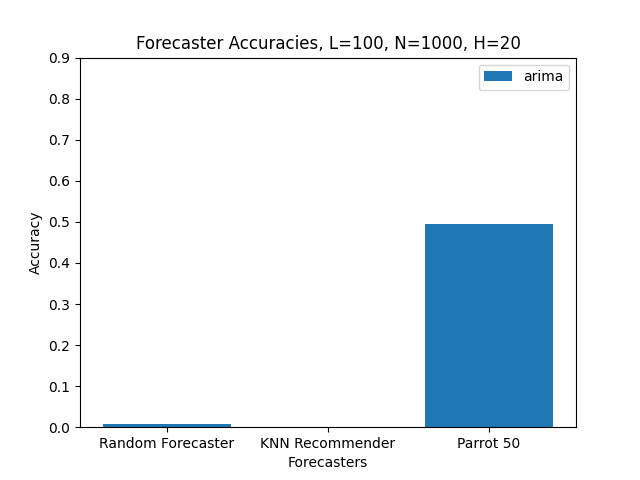 Forecaster Accuracies, L=100, N=1000, H=20
arima
0.9
0.8
0.7
0.6
0.5
0.4
0.3
0.2
0.1
0.0
Accuracy
Random Forecaster
KNN Recommender
Parrot 50
Forecasters